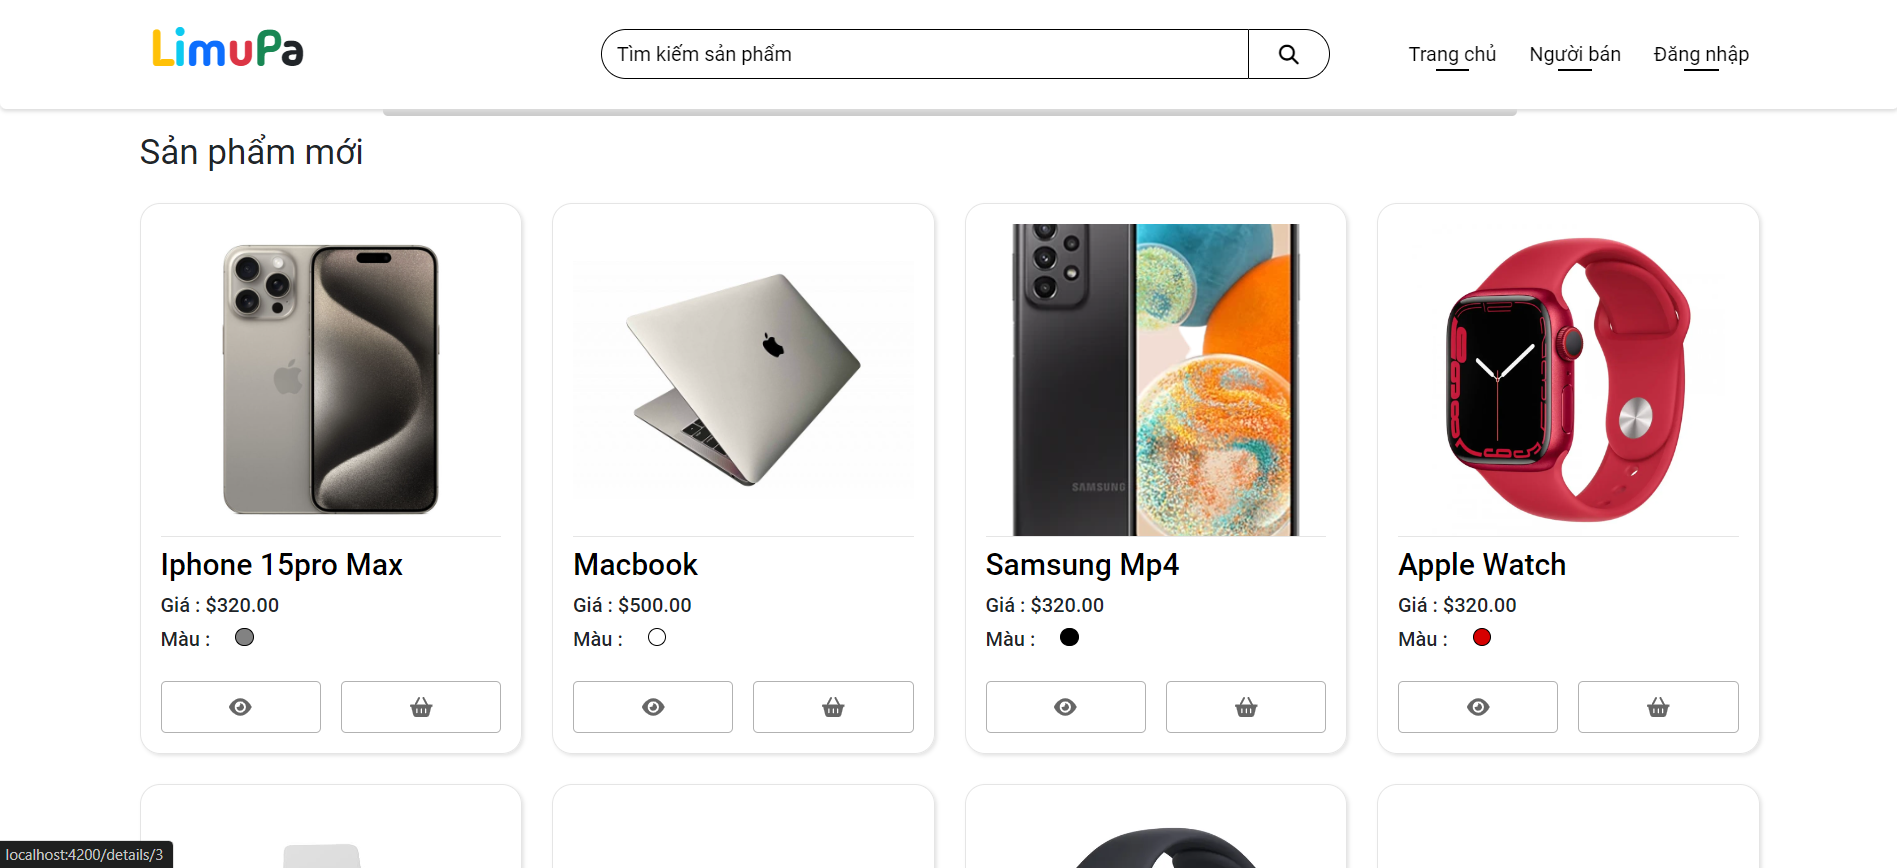 LimuPa
Tìm kiếm sản phẩm
Trang chủ
Người bán
Đăng nhập
Sản phẩm mới
SAMSUNG
Iphone 15pro Max
Giá : $320.00
Màu :
Macbook
Giá : $500.00
Màu :
Samsung Mp4
Giá : $320.00
Màu :
Apple Watch
Giá : $320.00
Màu :
localhost:4200/details/3